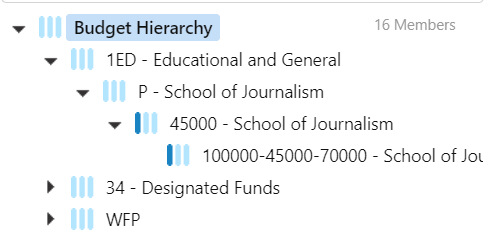 Budget Hierarchy 16 Members
1ED - Educational and General
P - School of Journalism
45000 - School of Journalism
100000-45000-70000 - School of Jou
34 - Designated Funds
WFP